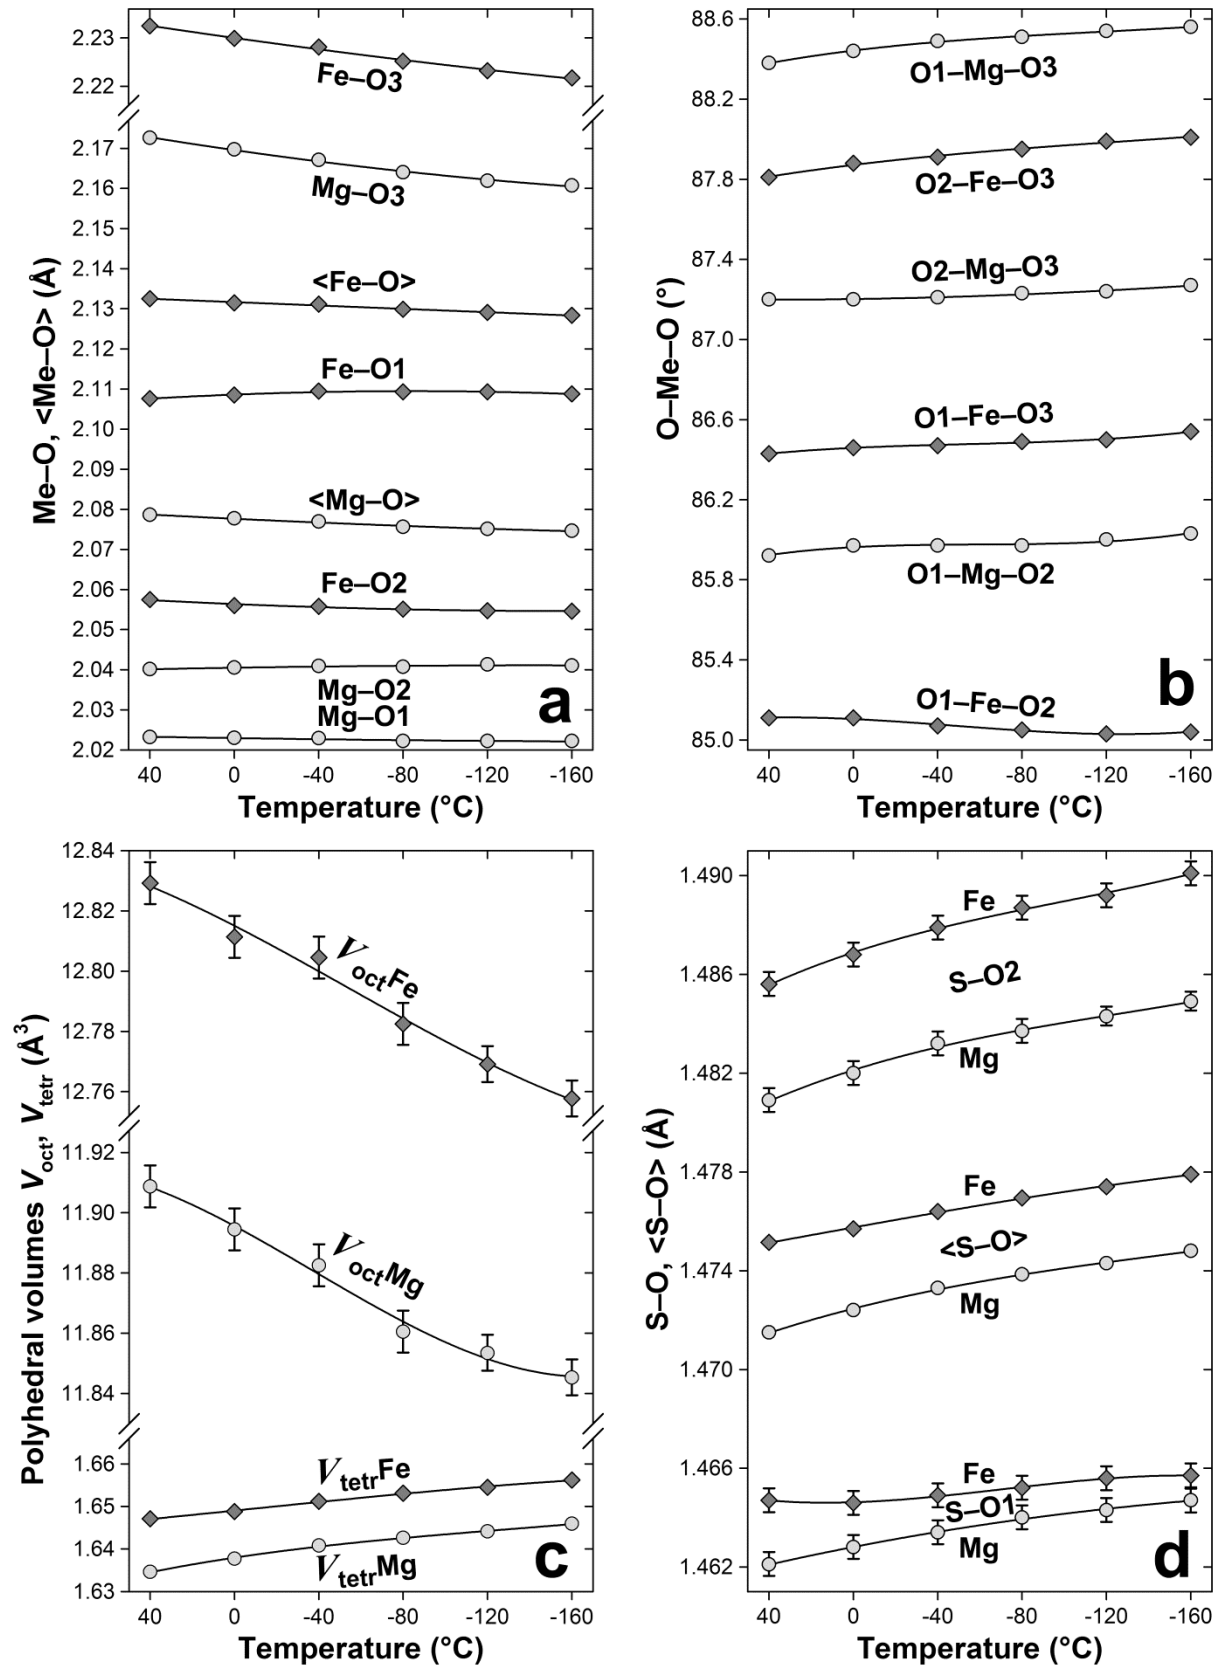 2.23
2.22
2.17
2.16
2.15
2.14
2.13
2.12
2.11
2.10
2.09
2.08
2.07
2.06
2.05
2.04
2.03
2.02
Me–O, <Me–O> (Å)
Fe–O3
Mg–O3
<Fe–O>
Fe–O1
<Mg–O>
Fe–O2
Mg–O2
Mg–O1
a
40 0 -40 -80 -120 -160
Temperature (°C)
88.6
88.2
87.8
87.4
87.0
86.6
86.2
85.8
85.4
85.0
O–Me–O (°)
O1–Mg–O3
O2–Fe–O3
O2–Mg–O3
O1–Fe–O3
O1–Mg–O2
O1–Fe–O2
b
40 0 -40 -80 -120 -160
Temperature (°C)
12.84
12.82
12.80
12.78
12.76
11.92
11.90
11.88
11.86
11.84
1.66
1.65
1.64
1.63
Polyhedral volumes Voct, Vtetr (Å3)
VoctFe
VoctMg
VtetrFe
VtetrMg
c
40 0 -40 -80 -120 -160
Temperature (°C)
1.490
1.486
1.482
1.478
1.474
1.470
1.466
1.462
S–O, <S–O> (Å)
Fe
S–O2
Mg
Fe
<S–O>
Mg
Fe
S–O1
Mg
d
40 0 -40 -80 -120 -160
Temperature (°C)